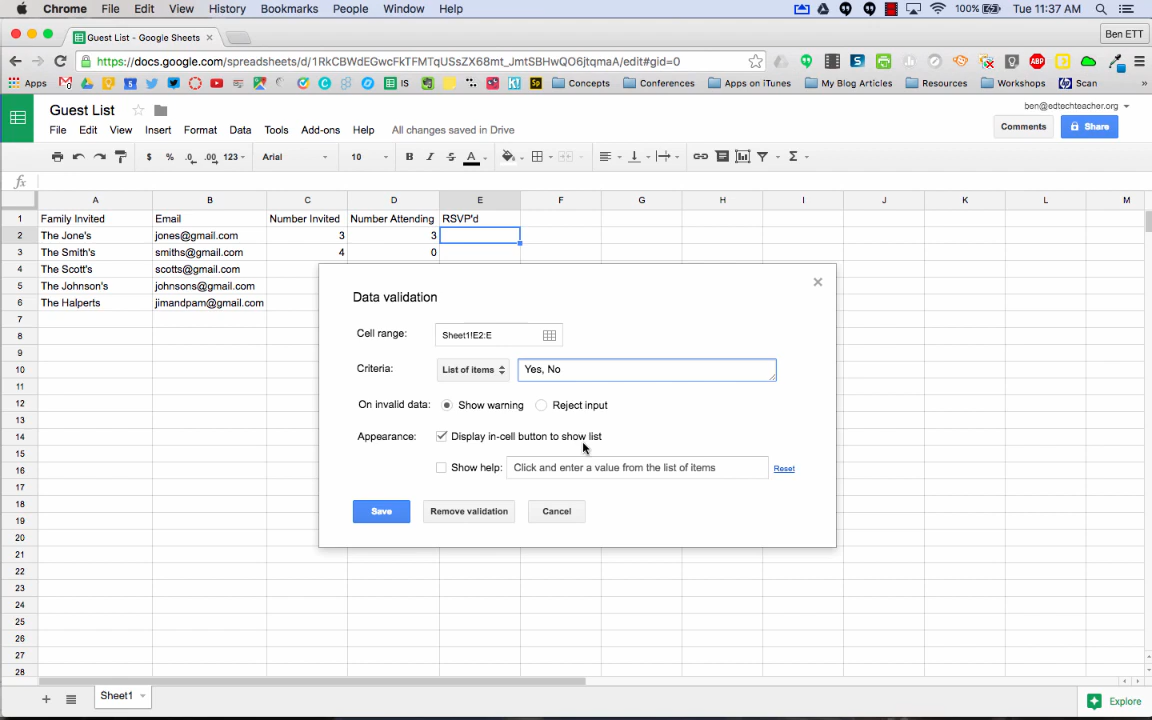 Chrome File Edit View History Bookmarks People Window Help 100% Tue 11:37 AM
Guest List - Google Sheets Ben ETT
https://docs.google.com/spreadsheets/d/1RkCBWdEGwcFkTFMTqUSsZX68mt_JmtSBHwQO6jtqmaA/edit#gid=0
Apps IS Concepts Conferences Apps on iTunes My Blog Articles Resources Workshops Scan »
Guest List ben@edtechteacher.org
File Edit View Insert Format Data Tools Add-ons Help All changes saved in Drive Comments Share
$ % .0 .00 123 Arial 10 B I S A
fx
A B C D E F G H I J K L M
1 Family Invited Email Number Invited Number Attending RSVP'd
2 The Jone's jones@gmail.com 3 3
3 The Smith's smiths@gmail.com 4 0
4 The Scott's scotts@gmail.com
5 The Johnson's johnsons@gmail.com
6 The Halperts jimandpam@gmail.com
7
8
9
10
11
12
13
14
15
16
17
18
19
20
21
22
23
24
25
26
27
28
Data validation
Cell range: Sheet1!E2:E
Criteria: List of items Yes, No
On invalid data: Show warning Reject input
Appearance: Display in-cell button to show list
Show help: Click and enter a value from the list of items Reset
Save Remove validation Cancel
Sheet1 Explore